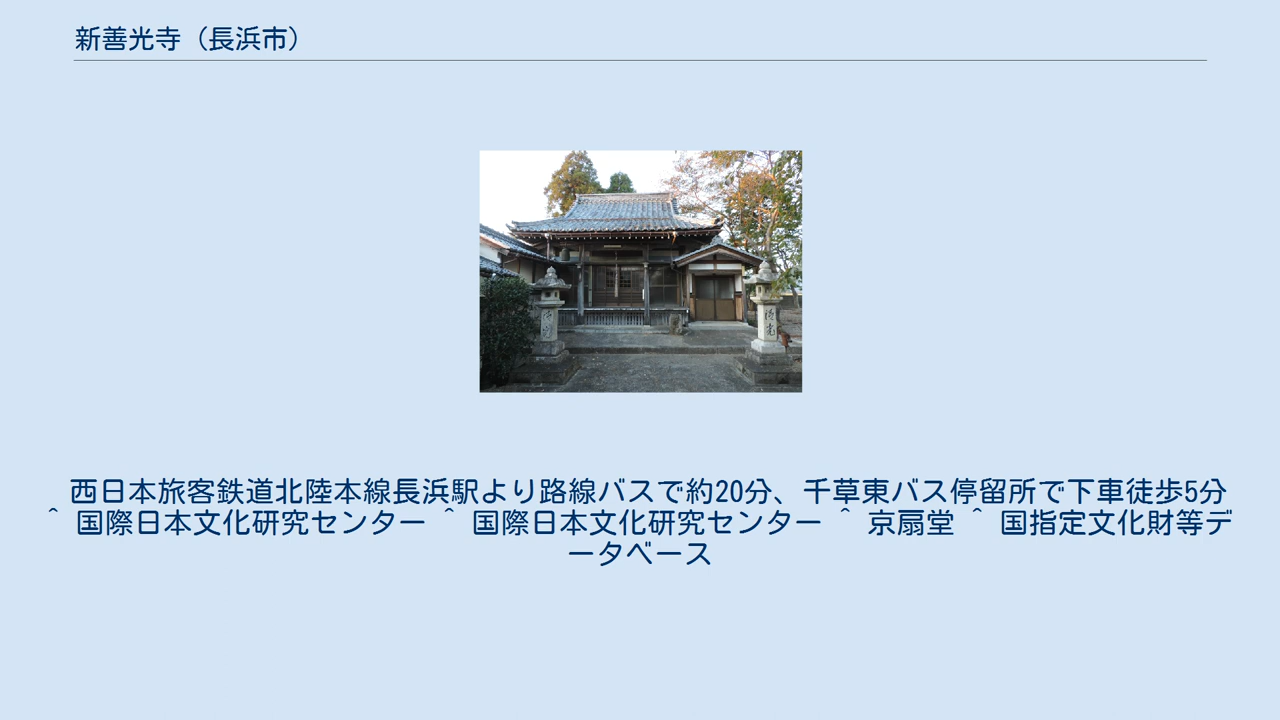 新善光寺（長浜市）
西日本旅客鉄道北陸本線長浜駅より路線バスで約20分、千草東バス停留所で下車徒歩5分
^ 国際日本文化研究センター ^ 国際日本文化研究センター ^ 京扇堂 ^ 国指定文化財等デ
ータベース